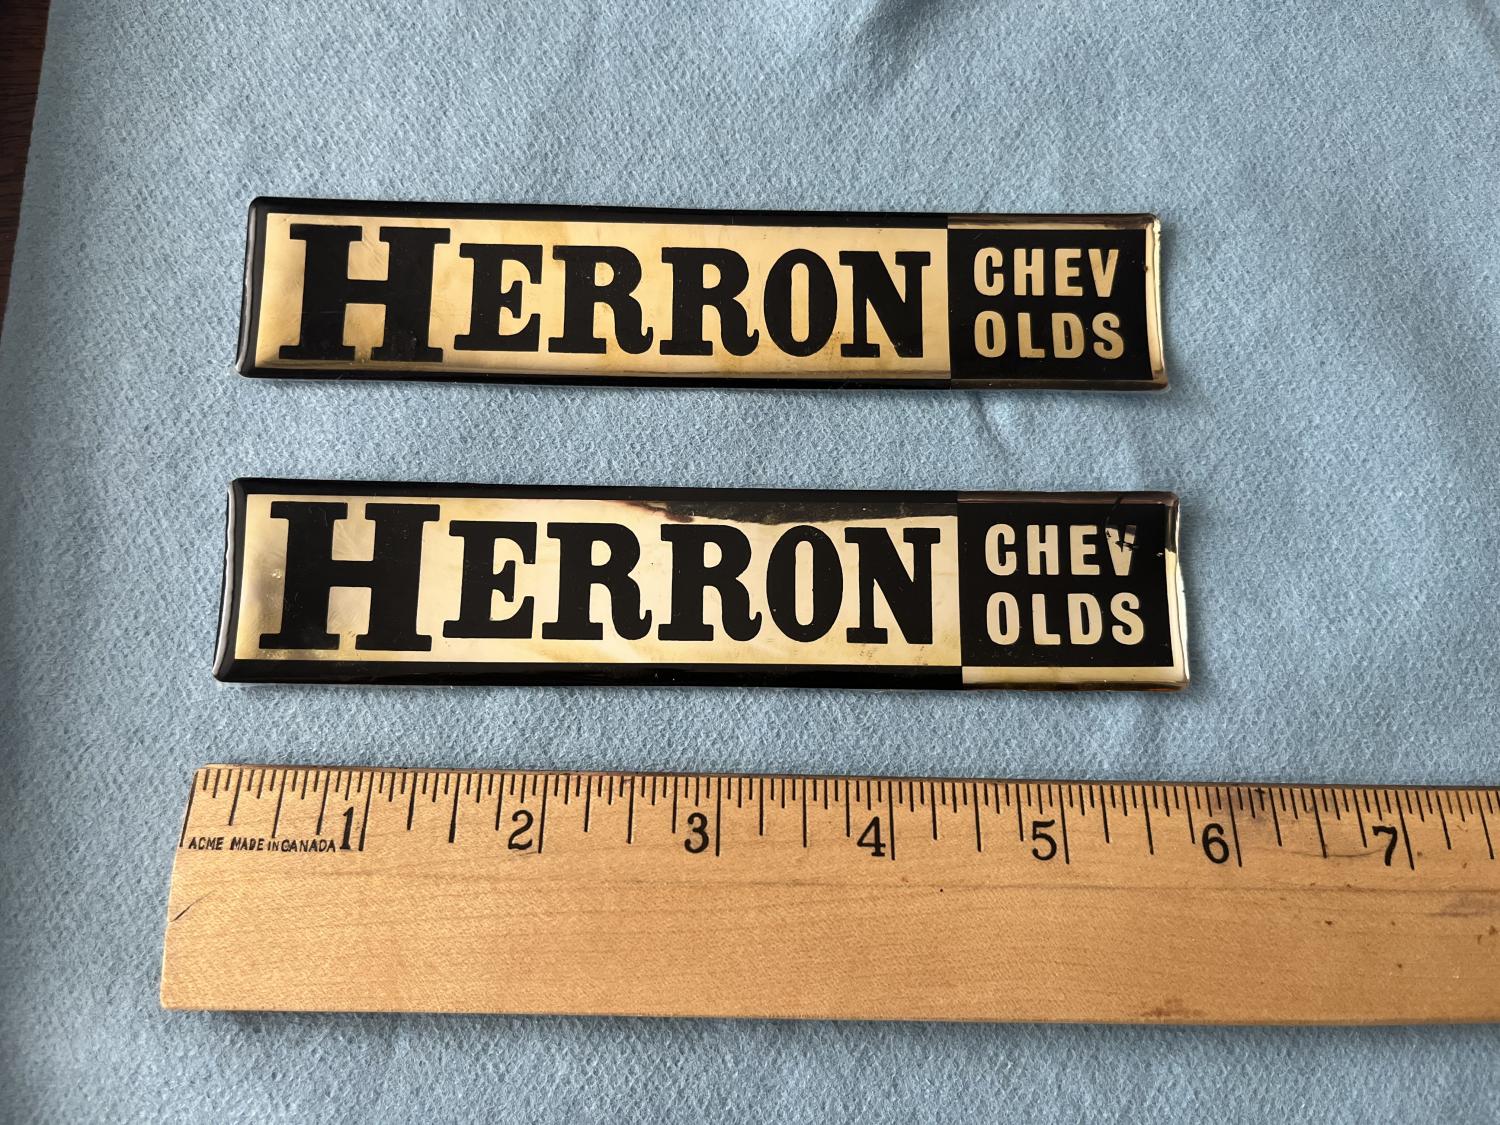 HERRON
CHEV
OLDS
HERRON
CHEV
OLDS
1 2 3 4 5 6 7
ACME MADE IN CANADA